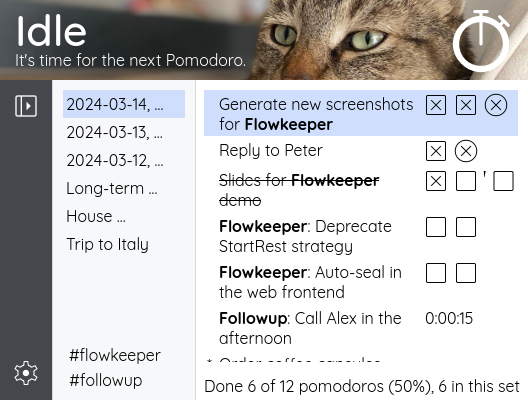 Idle
It's time for the next Pomodoro.
2024-03-14, ...
2024-03-13, ...
2024-03-12, ...
Long-term ...
House ...
Trip to Italy
#flowkeeper
#followup
Generate new screenshots
for Flowkeeper
Reply to Peter
Slides for Flowkeeper
demo
Flowkeeper: Deprecate
StartRest strategy
Flowkeeper: Auto-seal in
the web frontend
Followup: Call Alex in the
afternoon
0:00:15
* Order coffee capsules
Done 6 of 12 pomodoros (50%), 6 in this set